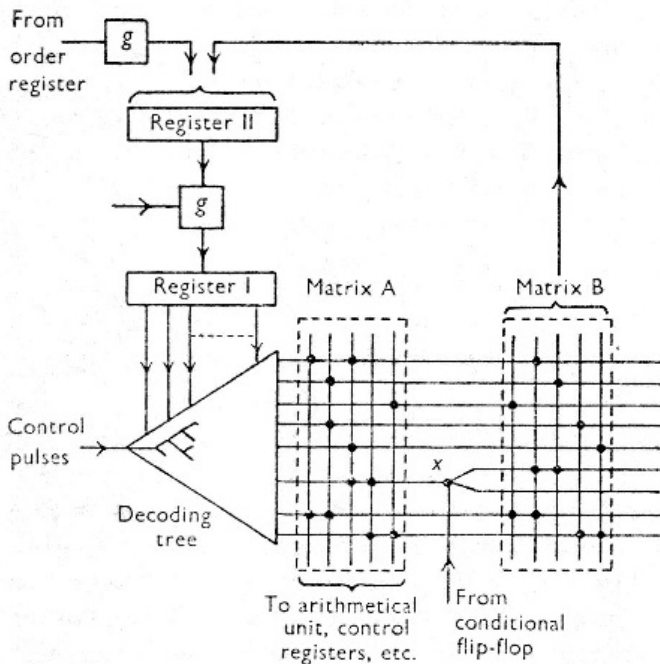 From
order
register
g
Register II
g
Register I
Matrix A
Matrix B
Control
pulses
x
Decoding
tree
To arithmetical
unit, control
registers, etc.
From
conditional
flip-flop